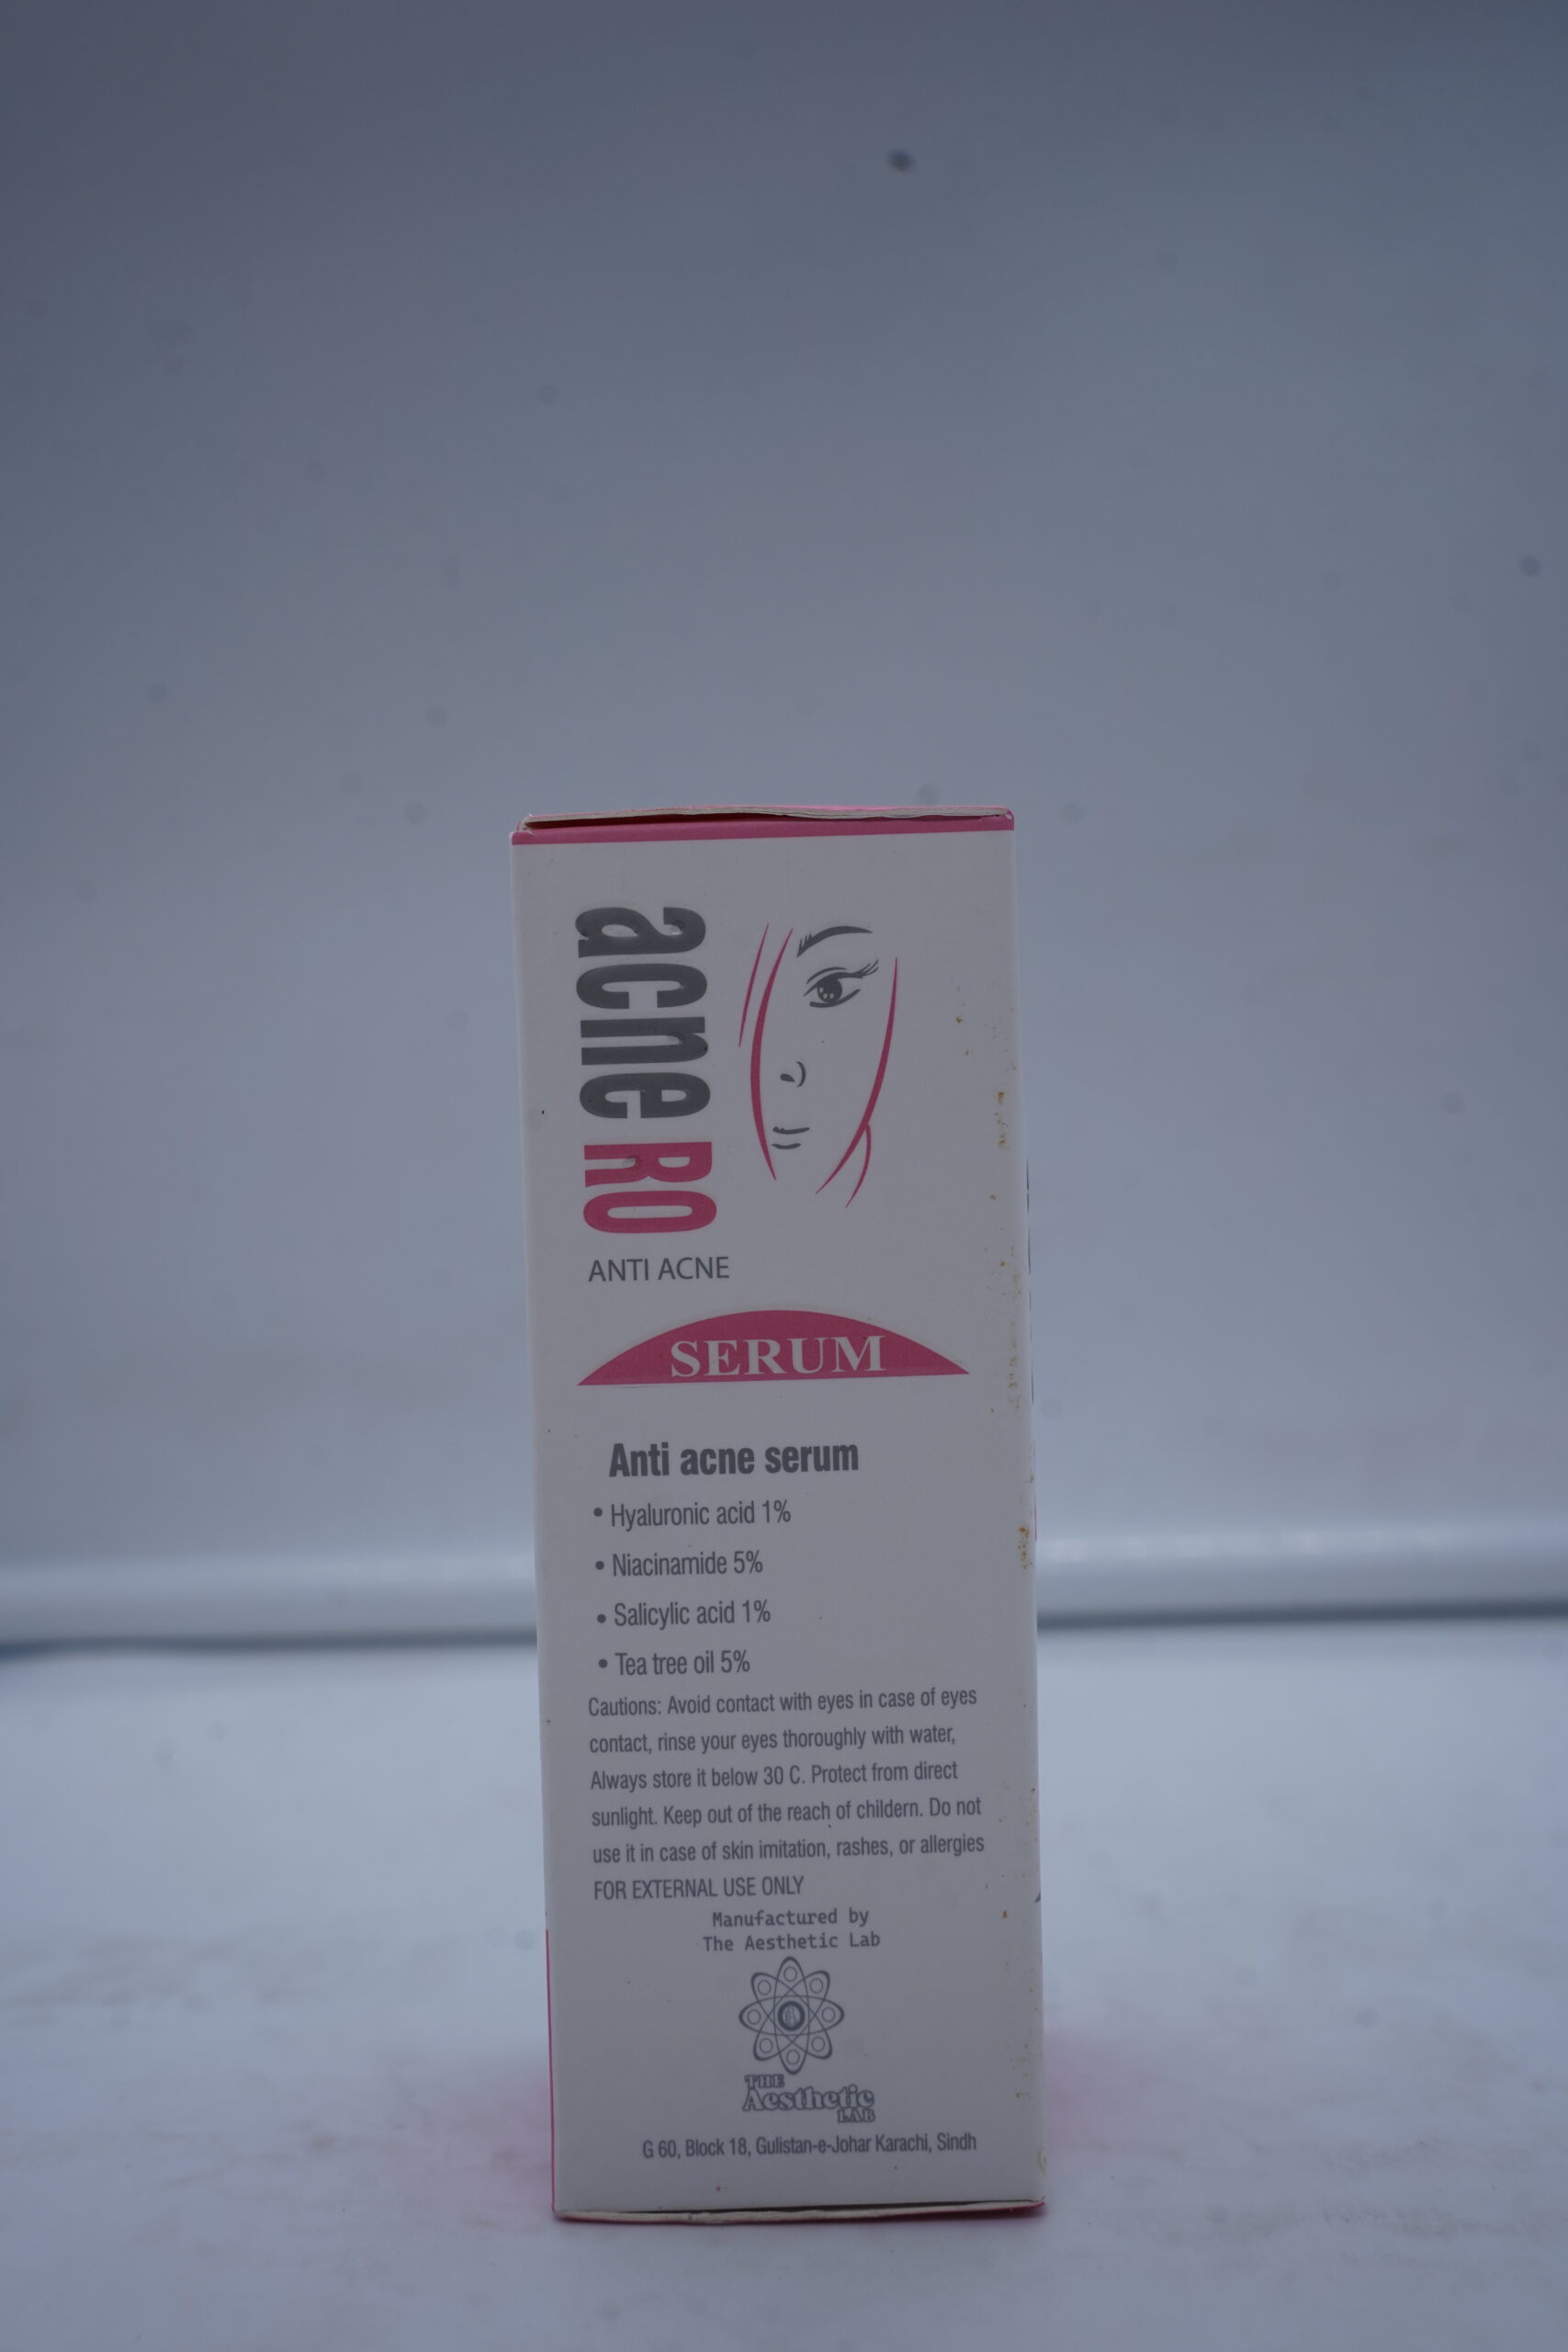 acne RO
ANTI ACNE
SERUM
Anti acne serum
• Hyaluronic acid 1%
• Niacinamide 5%
• Salicylic acid 1%
• Tea tree oil 5%
Cautions: Avoid contact with eyes in case of eyes
contact, rinse your eyes thoroughly with water,
Always store it below 30 C. Protect from direct
sunlight. Keep out of the reach of childern. Do not
use it in case of skin imitation, rashes, or allergies
FOR EXTERNAL USE ONLY
Manufactured by
The Aesthetic Lab
THE
Aesthetic
LAB
G 60, Block 18, Gulistan-e-Johar Karachi, Sindh